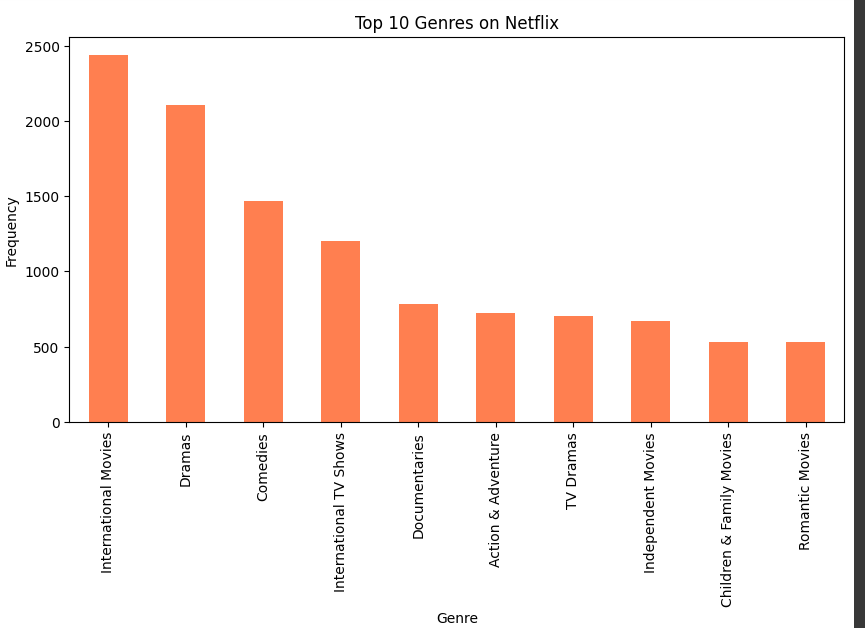 Top 10 Genres on Netflix
2500
2000
1500
1000
500
0
Frequency
International Movies
Dramas
Comedies
International TV Shows
Documentaries
Action & Adventure
TV Dramas
Independent Movies
Children & Family Movies
Romantic Movies
Genre